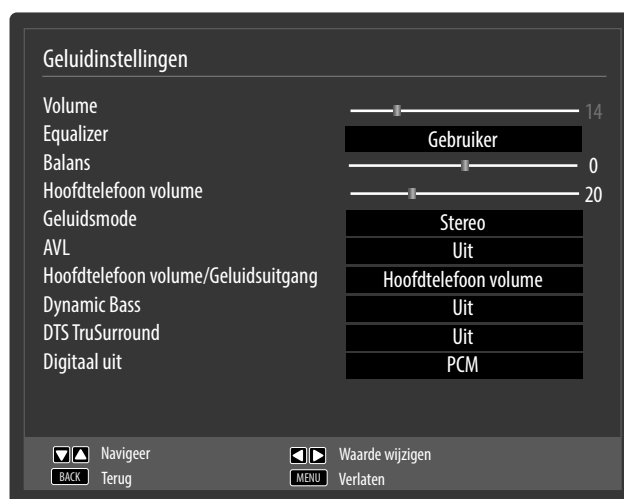 Geluidinstellingen
Volume 14
Equalizer Gebruiker
Balans 0
Hoofdtelefoon volume 20
Geluidsmode Stereo
AVL Uit
Hoofdtelefoon volume/Geluidsuitgang Hoofdtelefoon volume
Dynamic Bass Uit
DTS TruSurround Uit
Digitaal uit PCM
Navigeer Waarde wijzigen
BACK Terug MENU Verlaten